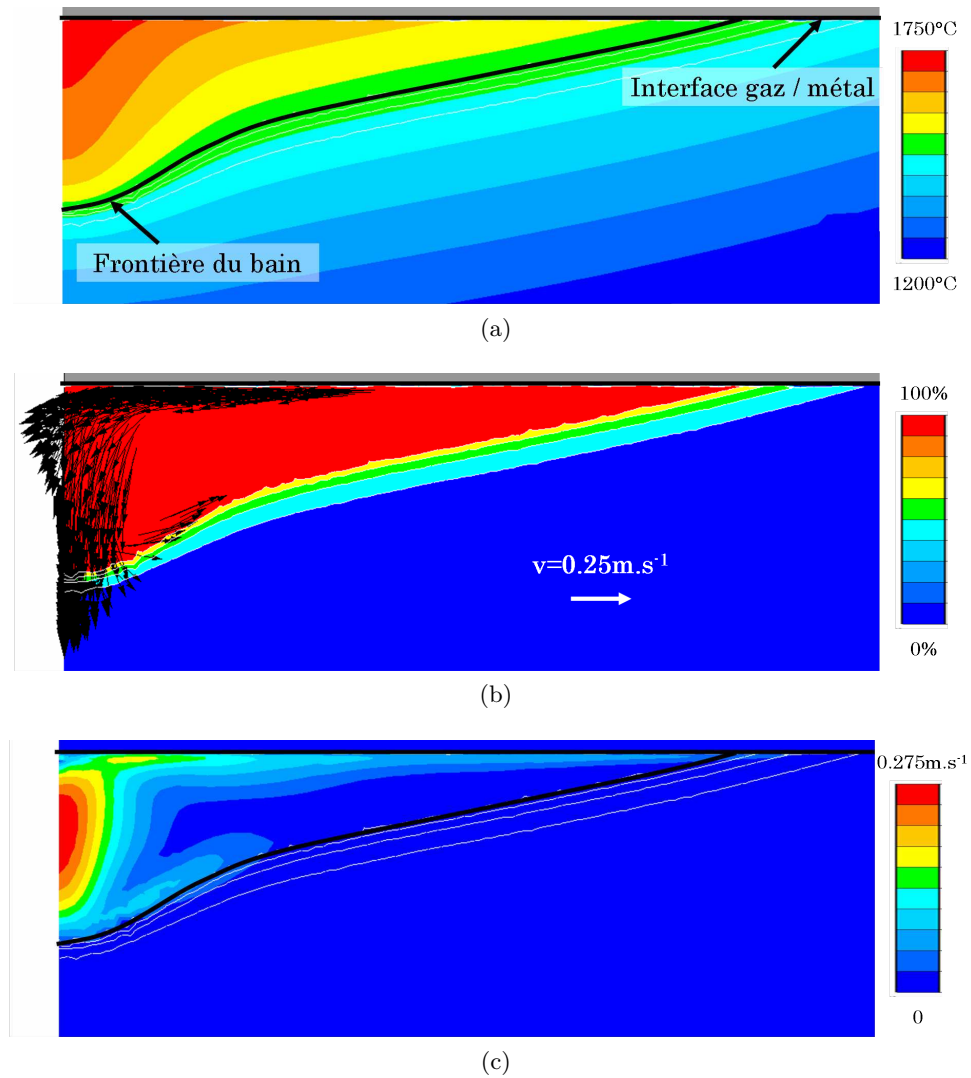 1750°C
Interface gaz / métal
Frontière du bain
1200°C
(a)
100%
v=0.25m.s-1
0%
(b)
0.275m.s-1
0
(c)